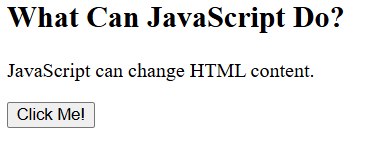 What Can JavaScript Do?
JavaScript can change HTML content.
Click Me!